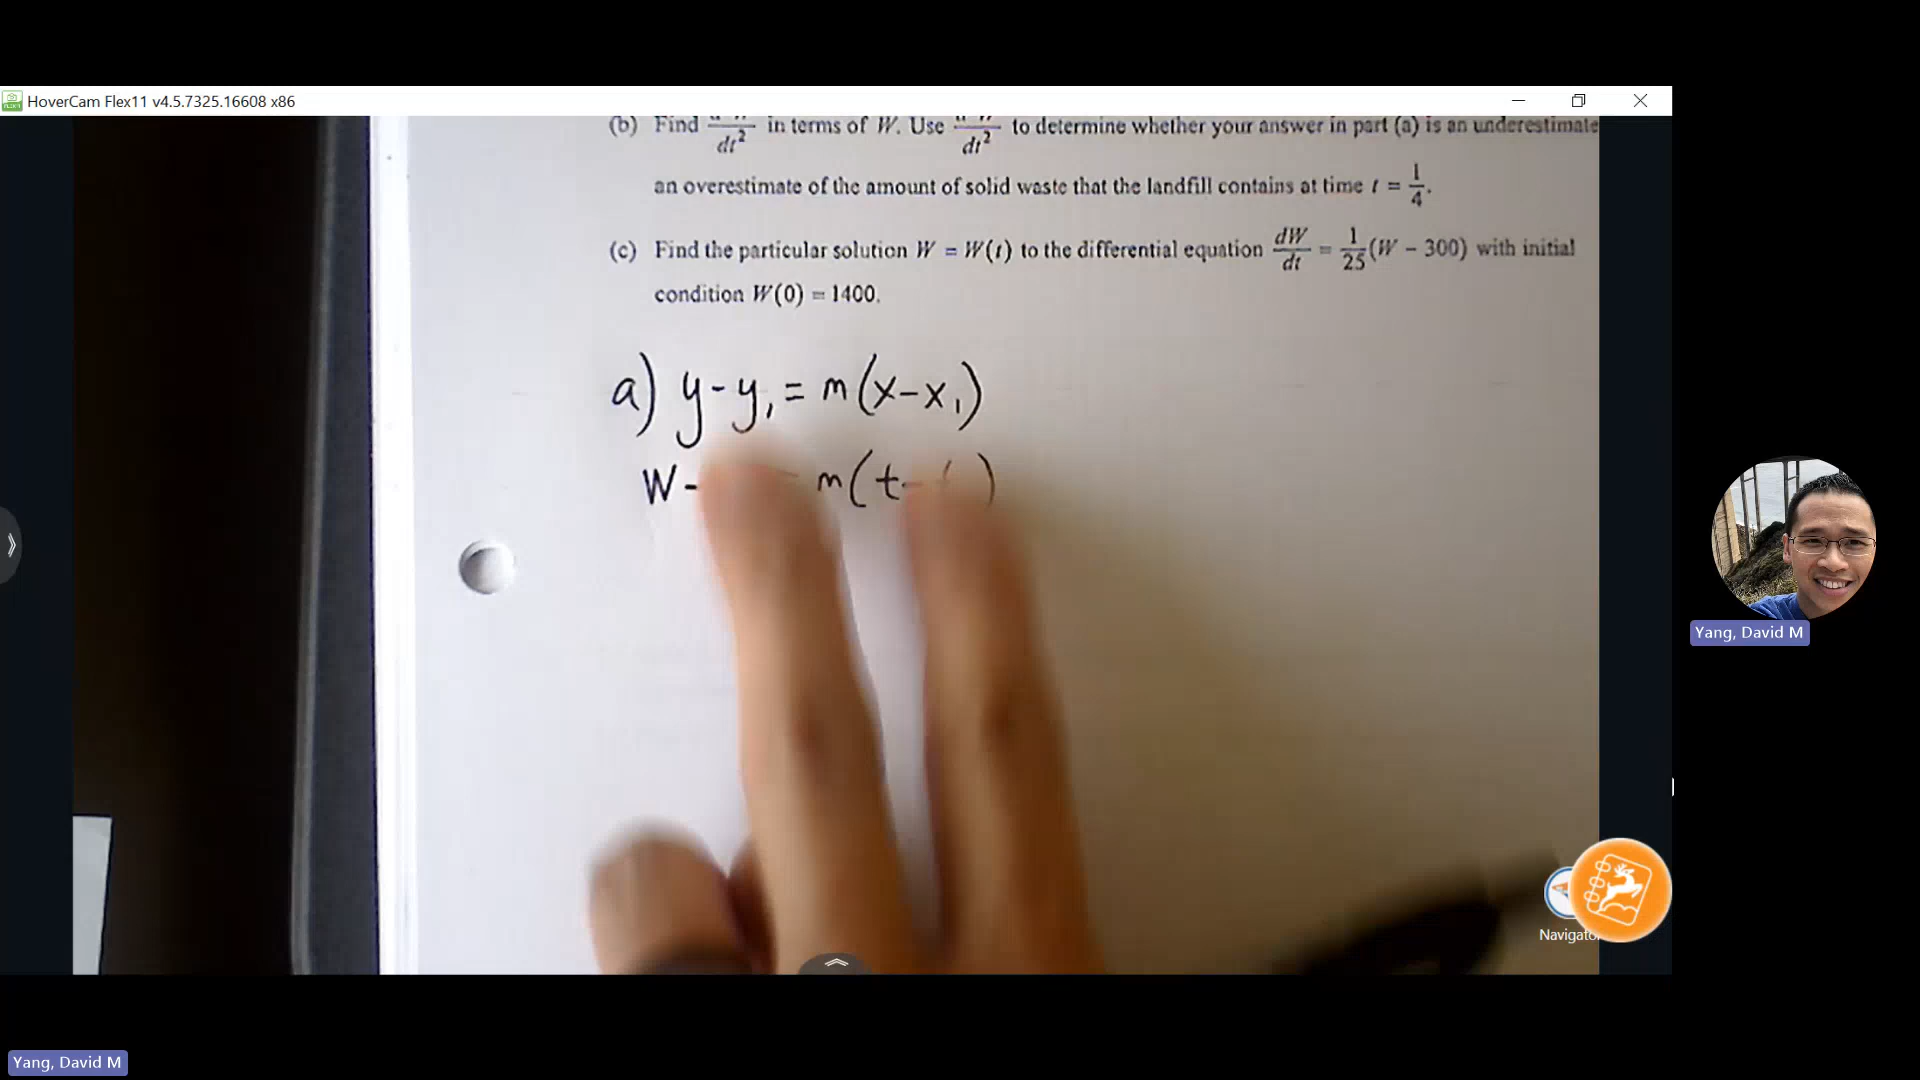 HoverCam Flex11 v4.5.7325.16608 x86
(b) Find dt² in terms of W. Use dt² to determine whether your answer in part (a) is an underestimate
an overestimate of the amount of solid waste that the landfill contains at time t = 1/4.
(c) Find the particular solution W = W(t) to the differential equation dW/dt = 1/25(W − 300) with initial
condition W(0) = 1400.
a) y-y₁ = m(x-x₁)
W- m(t- )
Yang, David M
Navigato
Yang, David M